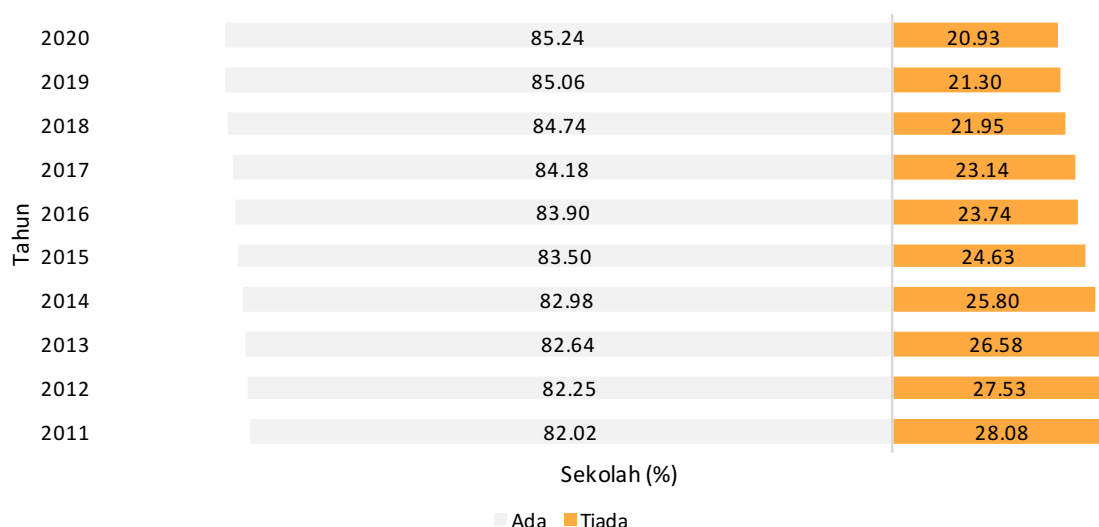 2020 85.24 20.93
2019 85.06 21.30
2018 84.74 21.95
2017 84.18 23.14
2016 83.90 23.74
2015 83.50 24.63
2014 82.98 25.80
2013 82.64 26.58
2012 82.25 27.53
2011 82.02 28.08
Tahun
Sekolah (%)
Ada Tiada